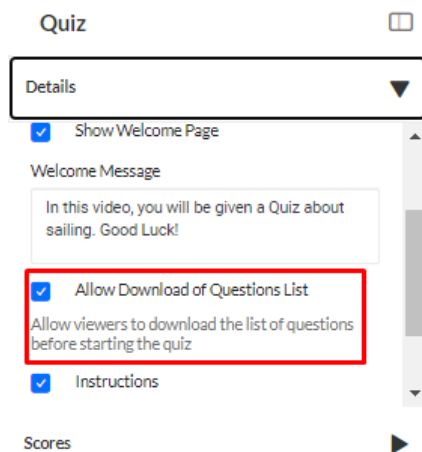 Quiz
Details
Show Welcome Page
Welcome Message
In this video, you will be given a Quiz about
sailing. Good Luck!
Allow Download of Questions List
Allow viewers to download the list of questions
before starting the quiz
Instructions
Scores